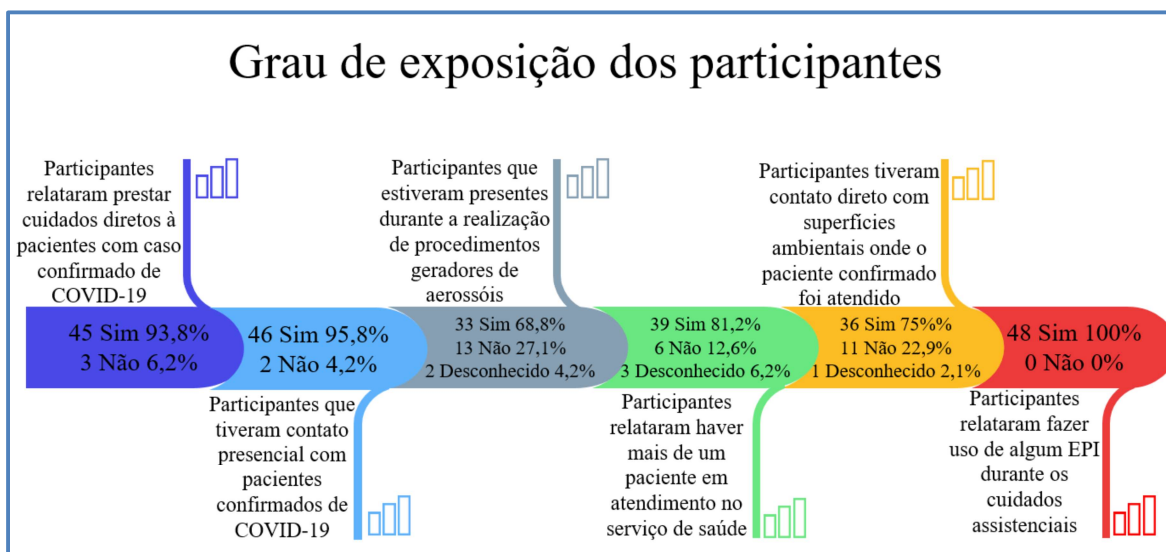 Grau de exposição dos participantes
Participantes
relataram prestar
cuidados diretos à
pacientes com caso
confirmado de
COVID-19
45 Sim 93,8%
3 Não 6,2%
46 Sim 95,8%
2 Não 4,2%
Participantes que
tiveram contato
presencial com
pacientes
confirmados de
COVID-19
Participantes que
estiveram presentes
durante a realização
de procedimentos
geradores de
aerossóis
33 Sim 68,8%
13 Não 27,1%
2 Desconhecido 4,2%
39 Sim 81,2%
6 Não 12,6%
3 Desconhecido 6,2%
Participantes
relataram haver
mais de um
paciente em
atendimento no
serviço de saúde
Participantes tiveram
contato direto com
superfícies
ambientais onde o
paciente confirmado
foi atendido
36 Sim 75%%
11 Não 22,9%
1 Desconhecido 2,1%
48 Sim 100%
0 Não 0%
Participantes
relataram fazer
uso de algum EPI
durante os
cuidados
assistenciais